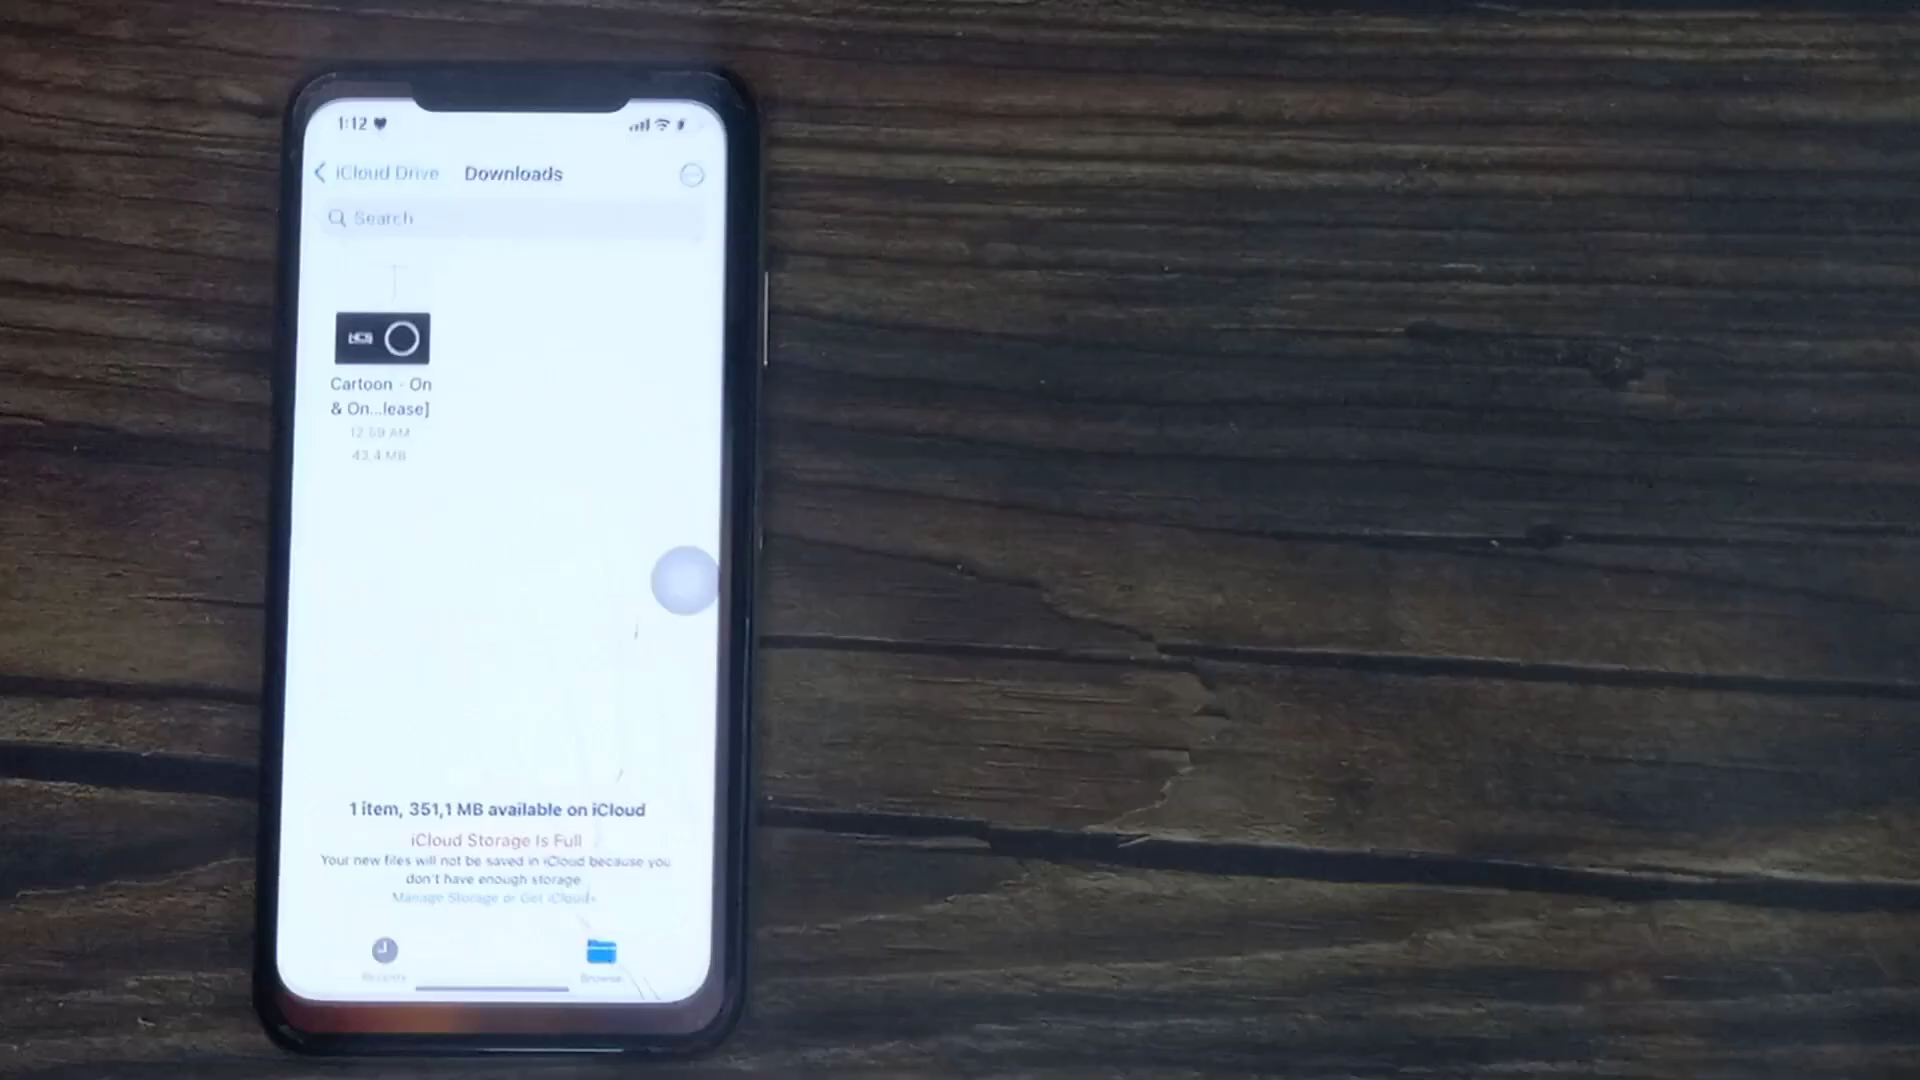 1:12
iCloud Drive Downloads
Search
Cartoon - On
& On...lease]
12.59 AM
43,4 MB
1 item, 351,1 MB available on iCloud
iCloud Storage Is Full
Your new files will not be saved in iCloud because you
don't have enough storage.
Manage Storage or Get iCloud+
Recents
Browse